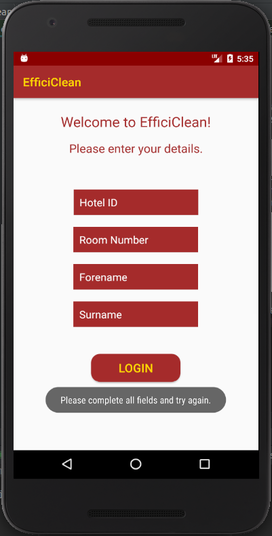 5:35
EfficiClean
Welcome to EfficiClean!
Please enter your details.
Hotel ID
Room Number
Forename
Surname
LOGIN
Please complete all fields and try again.